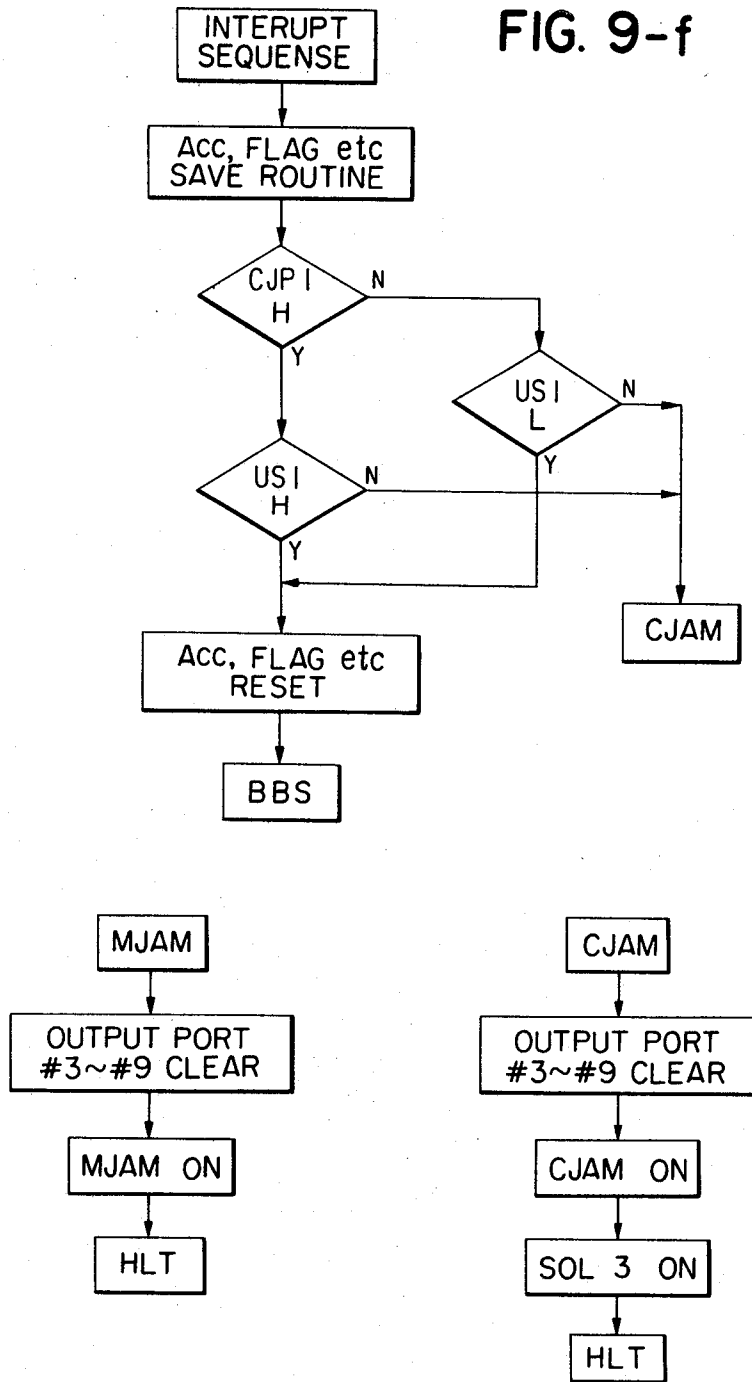 FIG. 9-f
INTERUPT
SEQUENSE
Acc, FLAG etc
SAVE ROUTINE
CJP I
H
N
Y
US I
L
N
Y
US I
H
N
Y
CJAM
Acc, FLAG etc
RESET
BBS
MJAM
OUTPUT PORT
#3~#9 CLEAR
MJAM ON
HLT
CJAM
OUTPUT PORT
#3~#9 CLEAR
CJAM ON
SOL 3 ON
HLT